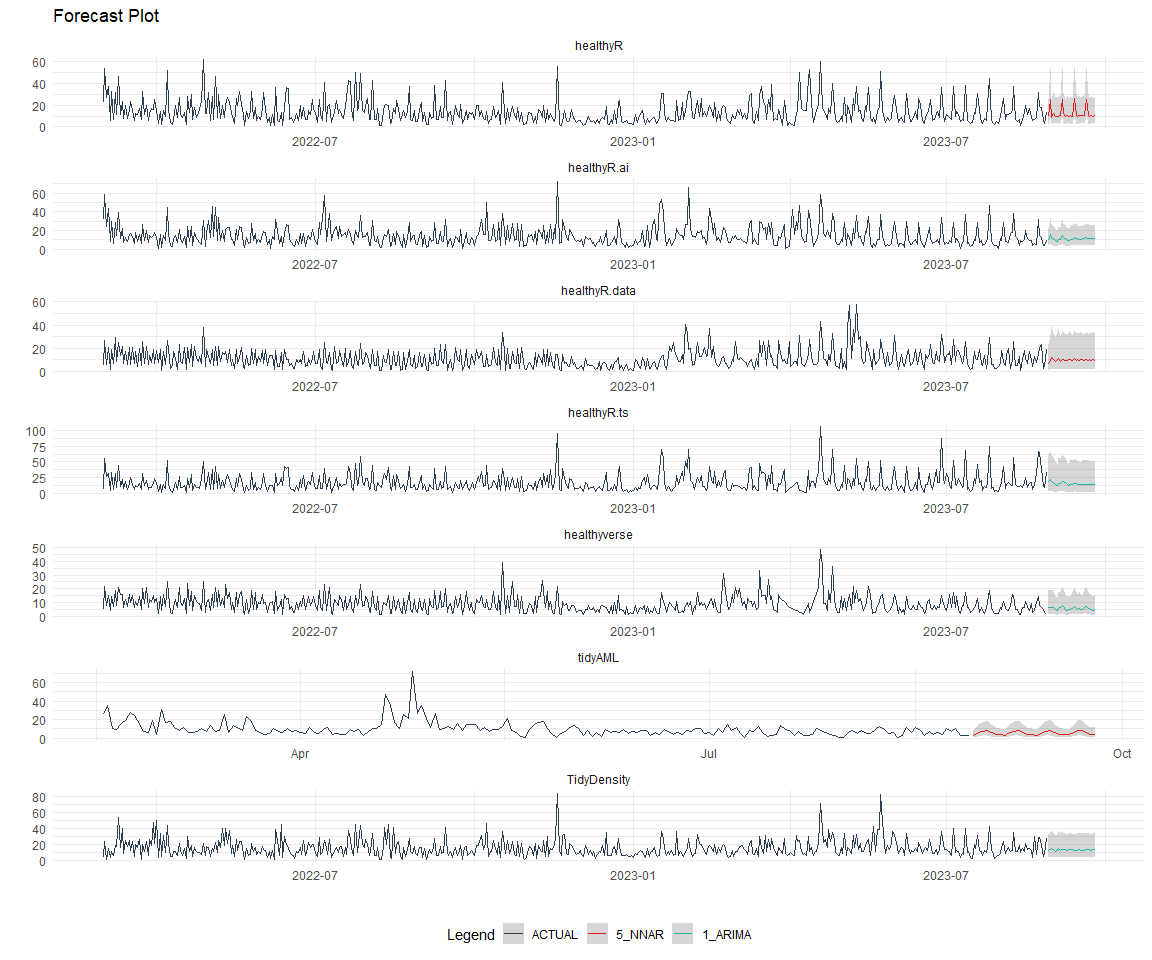 Forecast Plot
healthyR
60
40
20
0
2022-07 2023-01 2023-07
healthyR.ai
60
40
20
0
2022-07 2023-01 2023-07
healthyR.data
60
40
20
0
2022-07 2023-01 2023-07
healthyR.ts
100
75
50
25
0
2022-07 2023-01 2023-07
healthyverse
50
40
30
20
10
0
2022-07 2023-01 2023-07
tidyAML
60
40
20
0
Apr Jul Oct
TidyDensity
80
60
40
20
0
2022-07 2023-01 2023-07
Legend ACTUAL 5_NNAR 1_ARIMA